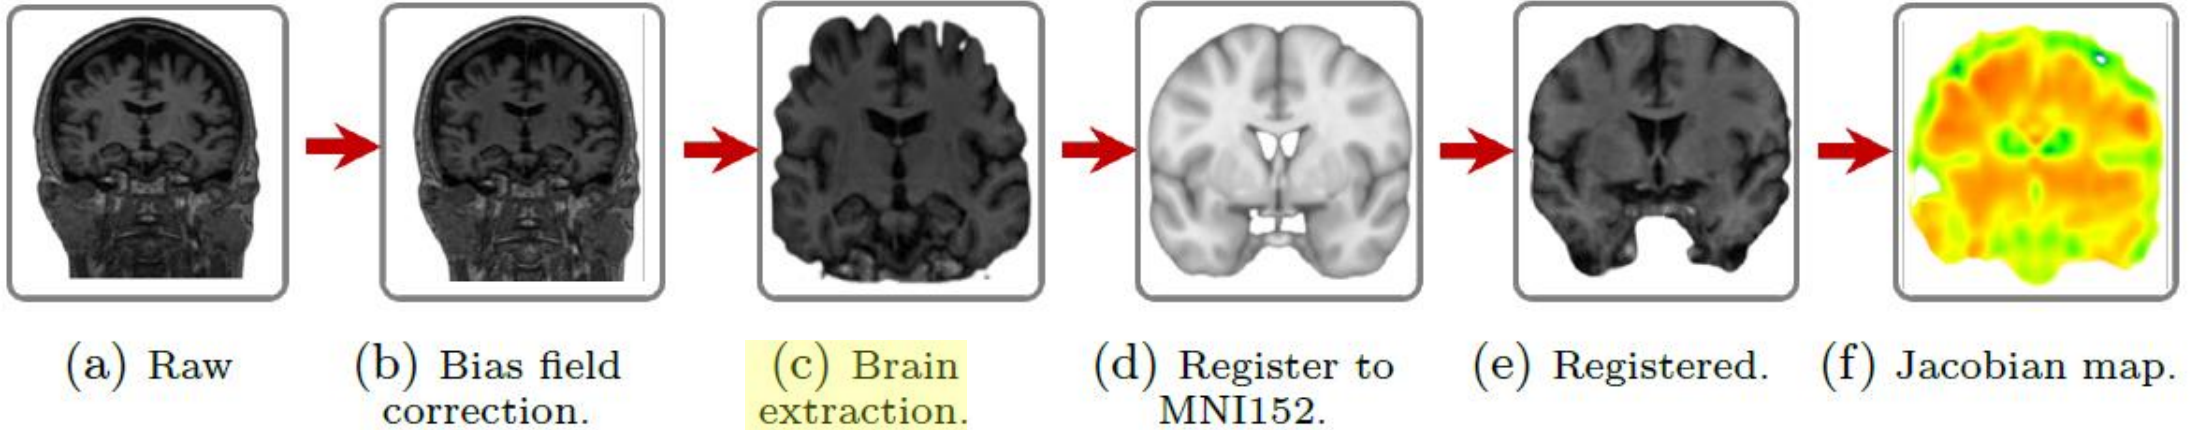 (a) Raw
(b) Bias field
correction.
(c) Brain
extraction.
(d) Register to
MNI152.
(e) Registered.
(f) Jacobian map.